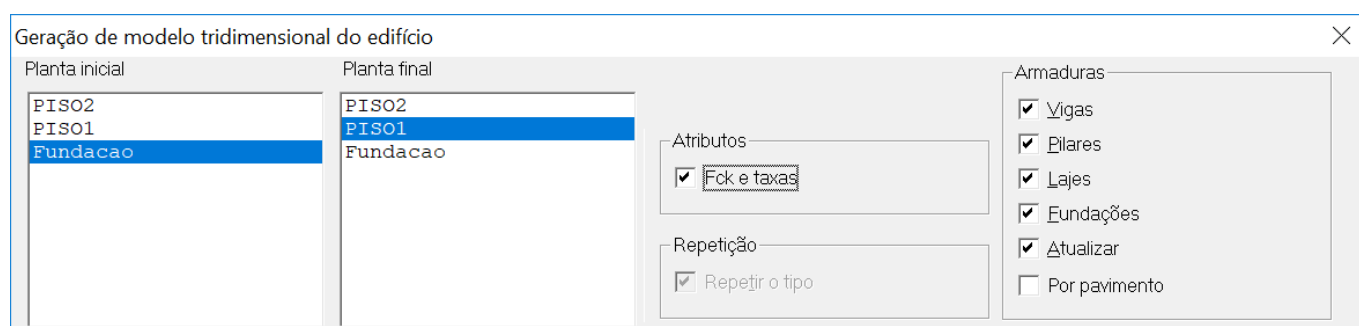 Geração de modelo tridimensional do edifício
Planta inicial
PISO2
PISO1
Fundacao
Planta final
PISO2
PISO1
Fundacao
Atributos
Fck e taxas
Repetição
Repetir o tipo
Armaduras
Vigas
Pilares
Lajes
Fundações
Atualizar
Por pavimento